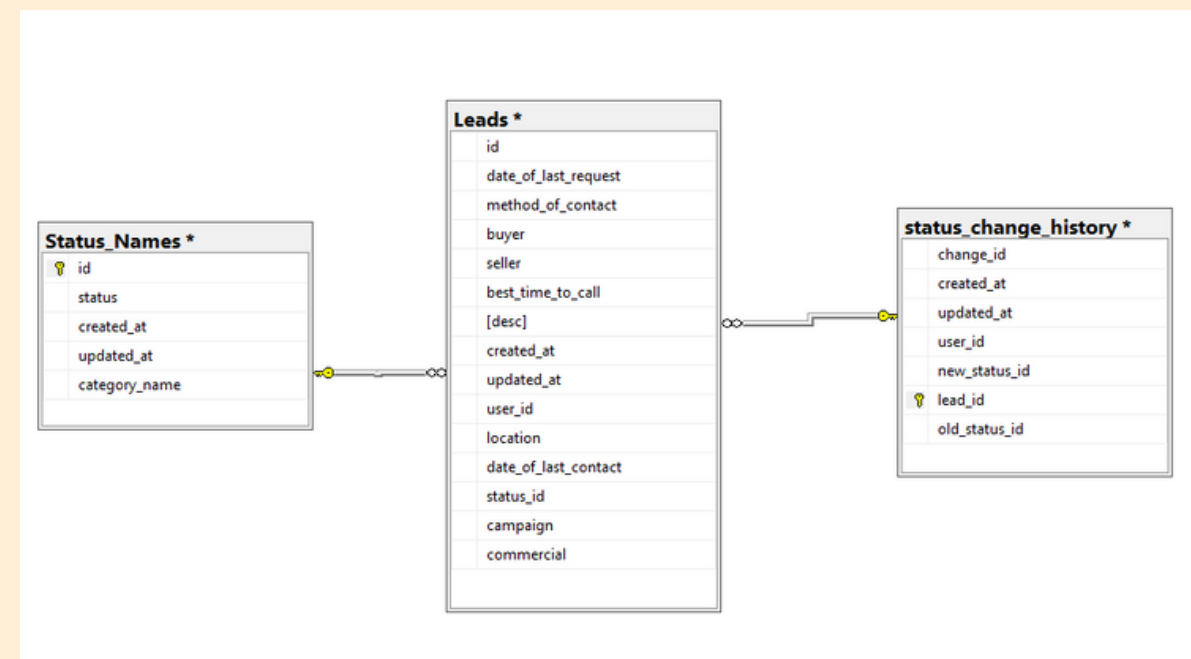 Status_Names *
id
status
created_at
updated_at
category_name
Leads *
id
date_of_last_request
method_of_contact
buyer
seller
best_time_to_call
[desc]
created_at
updated_at
user_id
location
date_of_last_contact
status_id
campaign
commercial
status_change_history *
change_id
created_at
updated_at
user_id
new_status_id
lead_id
old_status_id